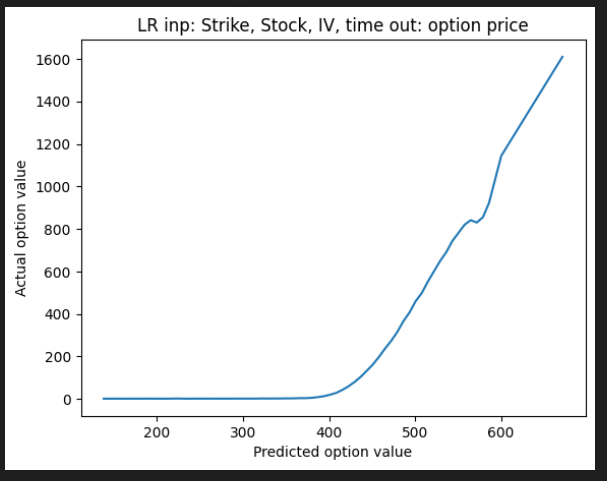 LR inp: Strike, Stock, IV, time out: option price
1600
1400
1200
1000
800
600
400
200
0
Actual option value
200 300 400 500 600
Predicted option value